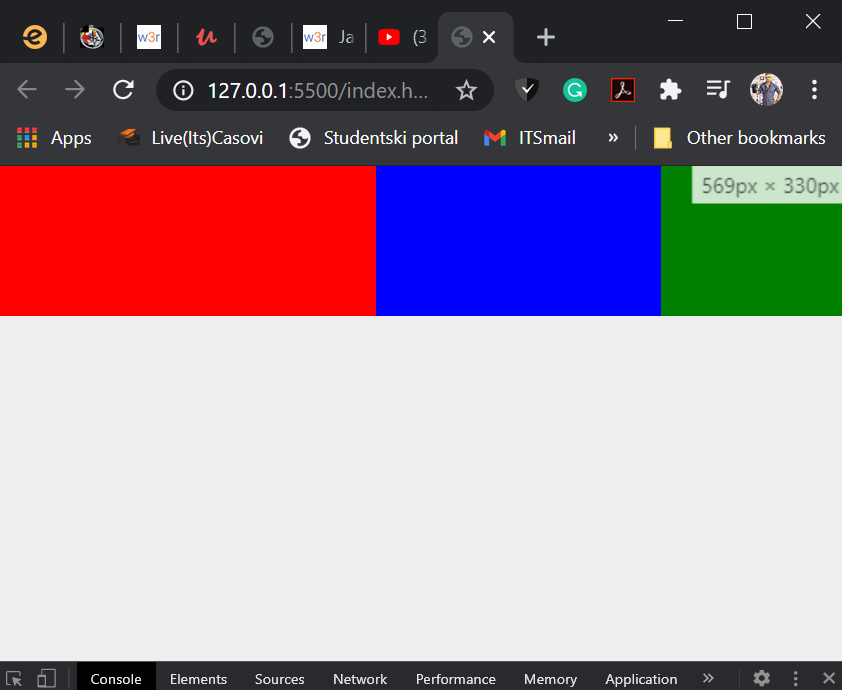 w3r
w3r Ja
(3
127.0.0.1:5500/index.h...
Apps Live(Its)Casovi Studentski portal ITSmail » Other bookmarks
569px × 330px
Console Elements Sources Network Performance Memory Application »